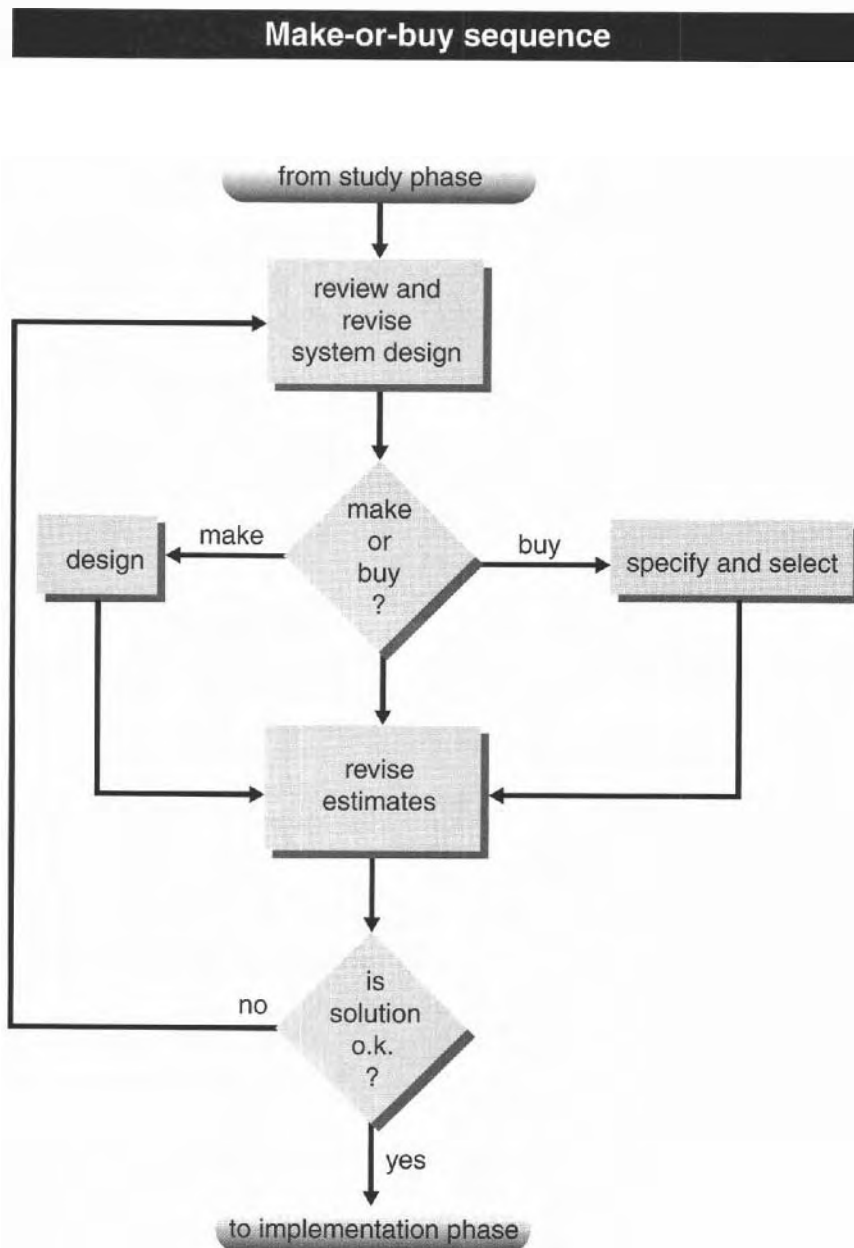 Make-or-buy sequence
from study phase
review and
revise
system design
make
or
buy
?
make
buy
design
specify and select
revise
estimates
is
solution
o.k.
?
no
yes
to implementation phase